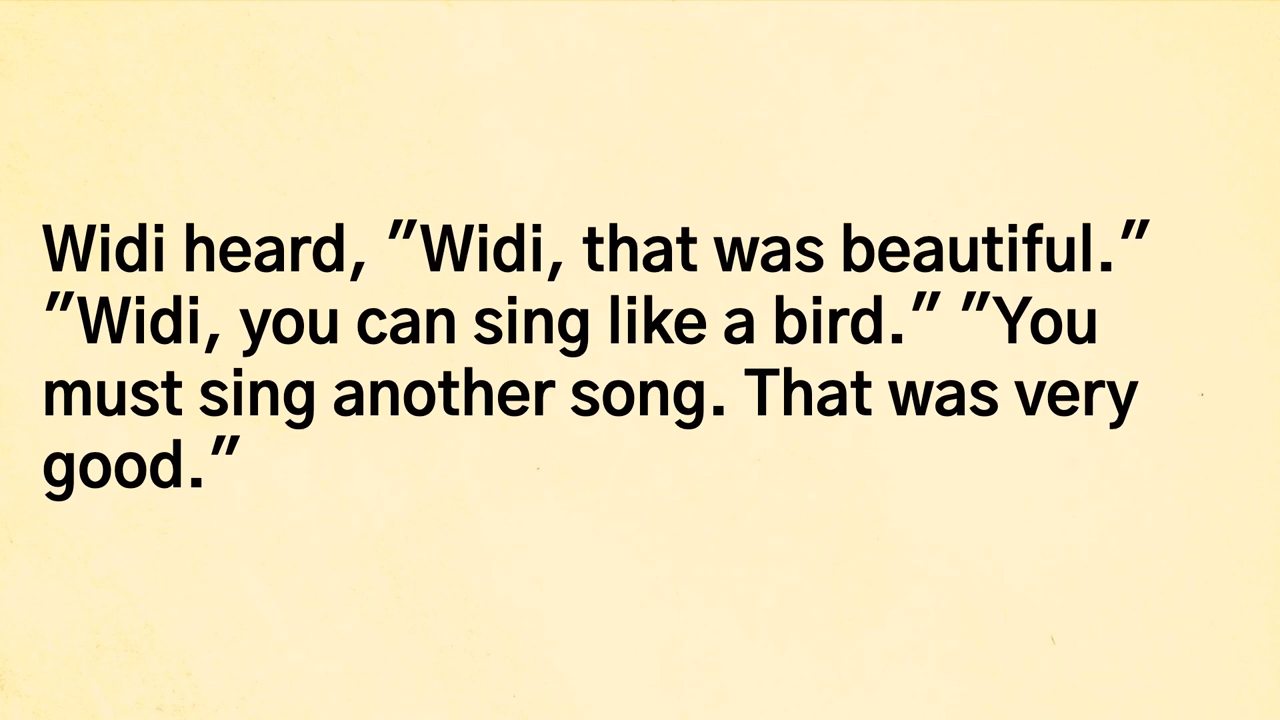 Widi heard, "Widi, that was beautiful."
"Widi, you can sing like a bird." "You
must sing another song. That was very
good."